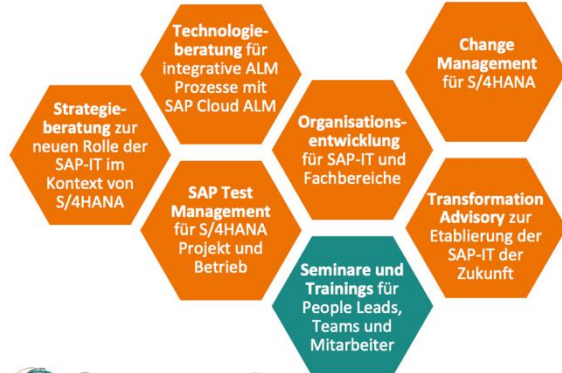 Technologie-
beratung für
integrative ALM
Prozesse mit
SAP Cloud ALM
Change
Management
für S/4HANA
Strategie-
beratung zur
neuen Rolle der
SAP-IT im
Kontext von
S/4HANA
Organisations-
entwicklung
für SAP-IT und
Fachbereiche
SAP Test
Management
für S/4HANA
Projekt und
Betrieb
Transformation
Advisory zur
Etablierung der
SAP-IT der
Zukunft
Seminare und
Trainings für
People Leads,
Teams und
Mitarbeiter